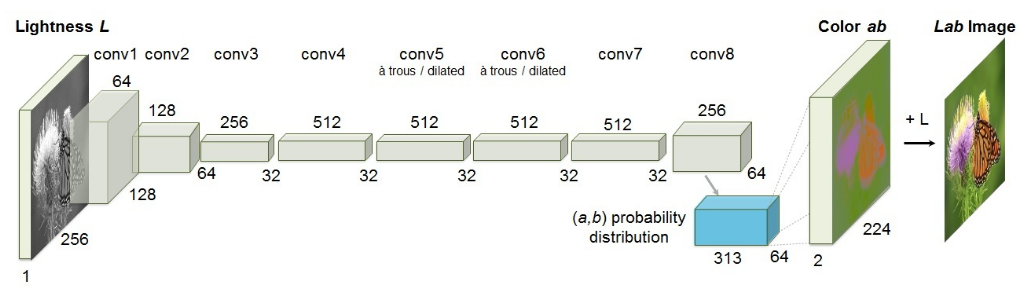 Lightness L
Color ab
Lab Image
conv1
conv2
conv3
conv4
conv5
à trous / dilated
conv6
à trous / dilated
conv7
conv8
64
128
256
512
512
512
512
256
+ L
128
64
32
32
32
32
32
64
256
1
(a,b) probability
distribution
313
64
2
224